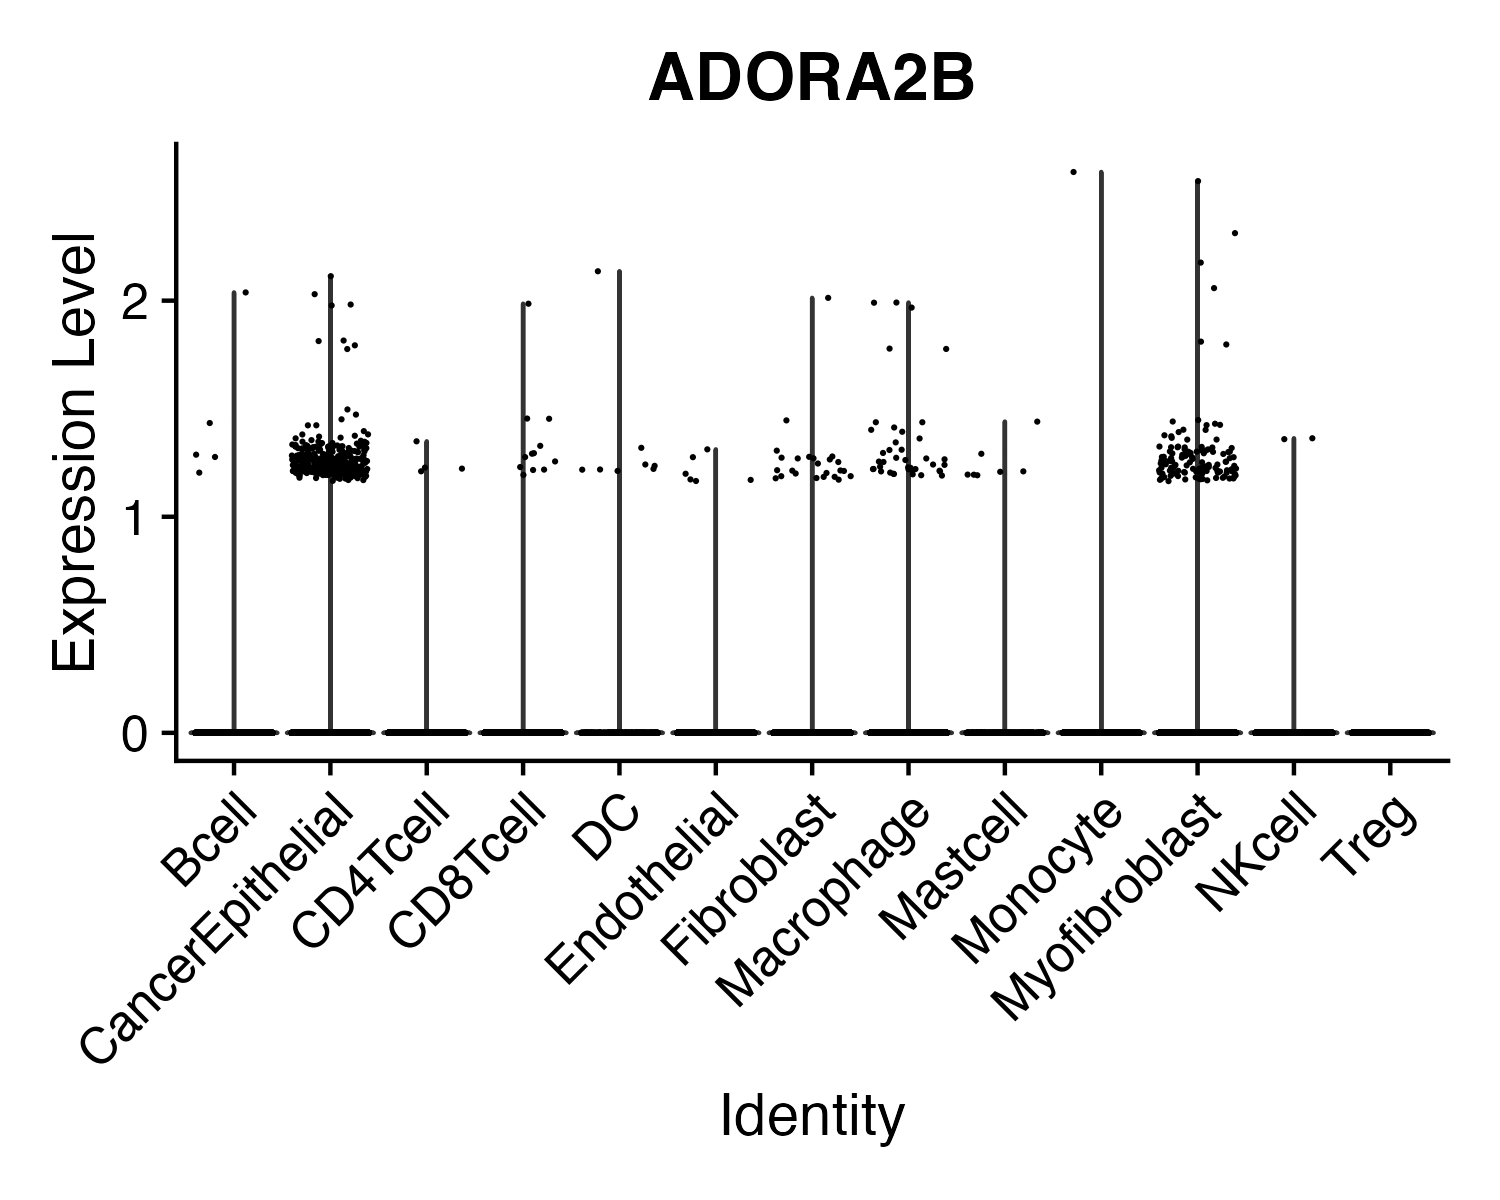 ADORA2B
Expression Level
2
1
0
Bcell
CancerEpithelial
CD4Tcell
CD8Tcell
DC
Endothelial
Fibroblast
Macrophage
Mastcell
Monocyte
Myofibroblast
NKcell
Treg
Identity